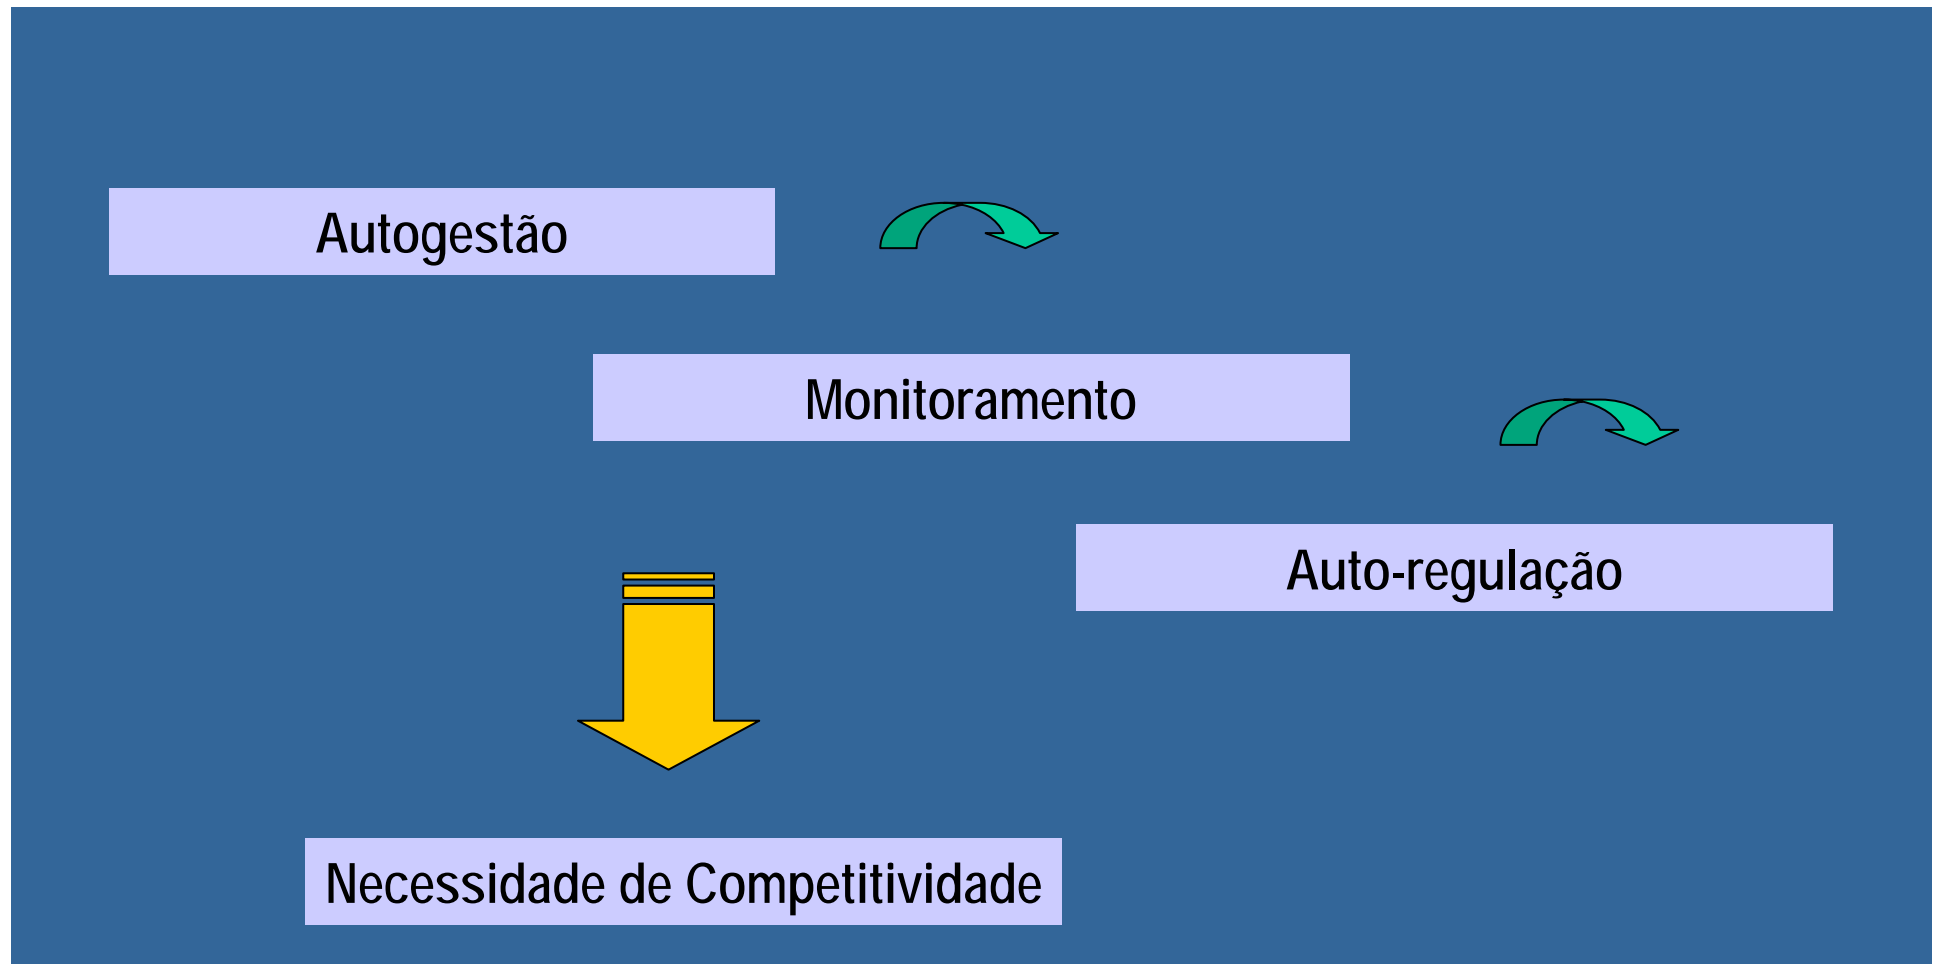 Autogestão
Monitoramento
Auto-regulação
Necessidade de Competitividade